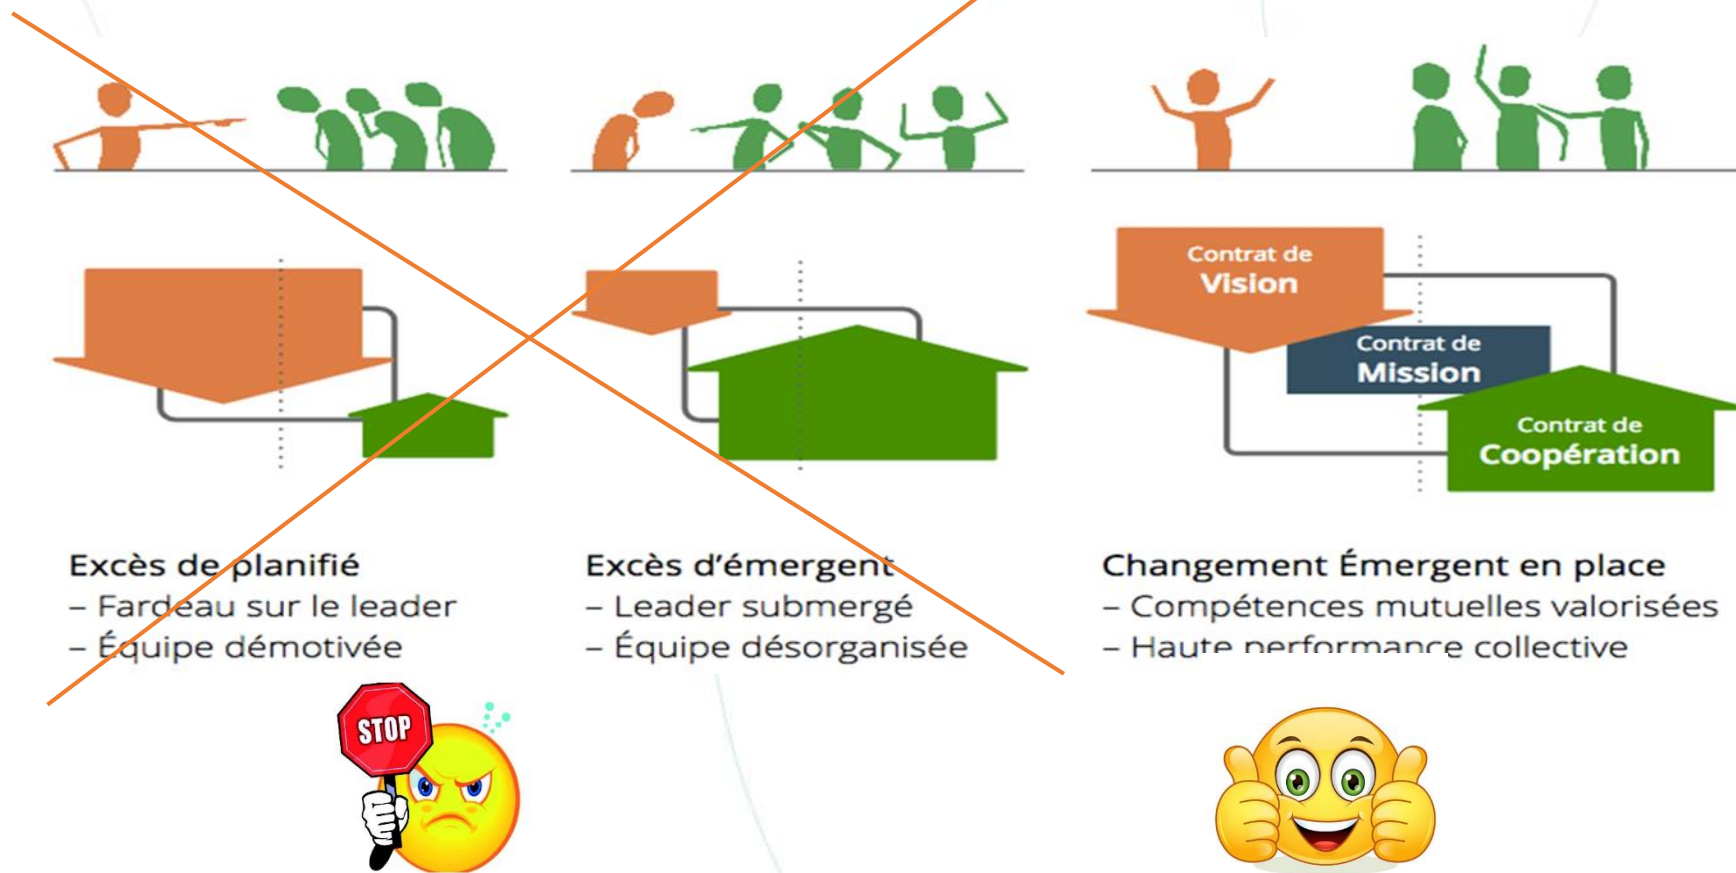 Contrat de
Vision
Contrat de
Mission
Contrat de
Coopération
Excès de planifié
– Fardeau sur le leader
– Équipe démotivée
Excès d'émergent
– Leader submergé
– Équipe désorganisée
Changement Émergent en place
– Compétences mutuelles valorisées
– Haute performance collective
STOP